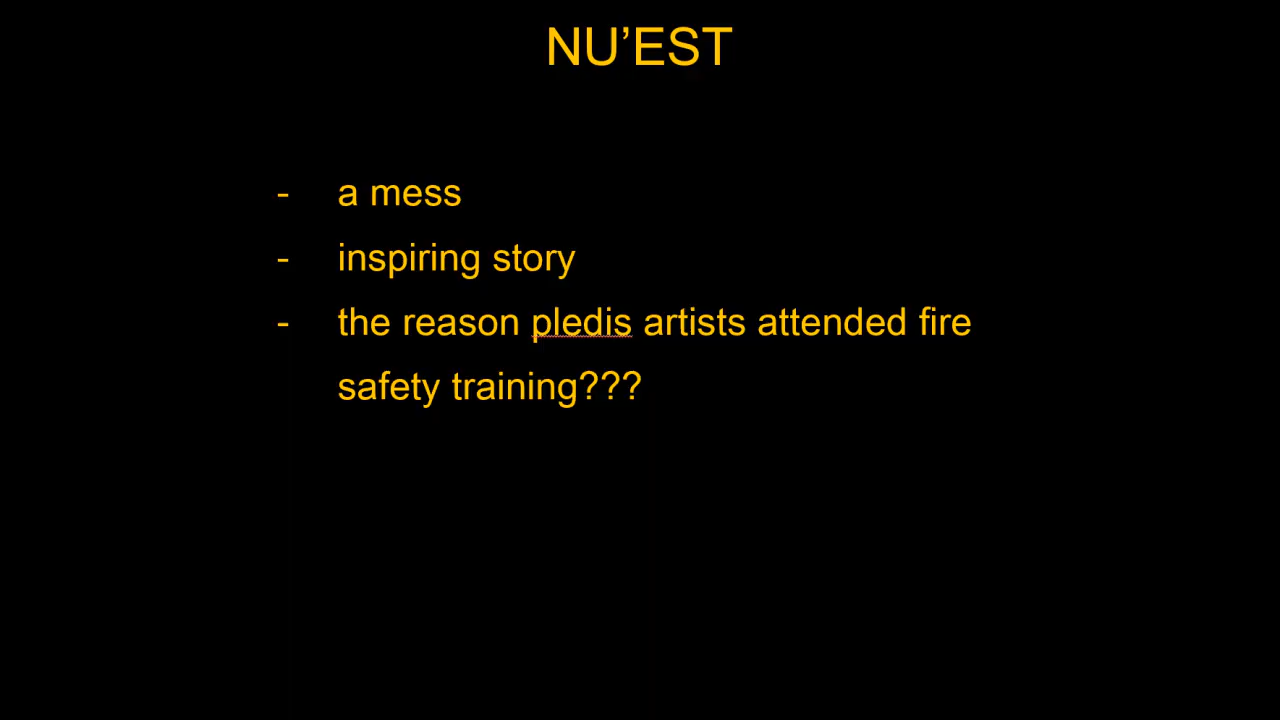 NU’EST
- a mess
- inspiring story
- the reason pledis artists attended fire
safety training???